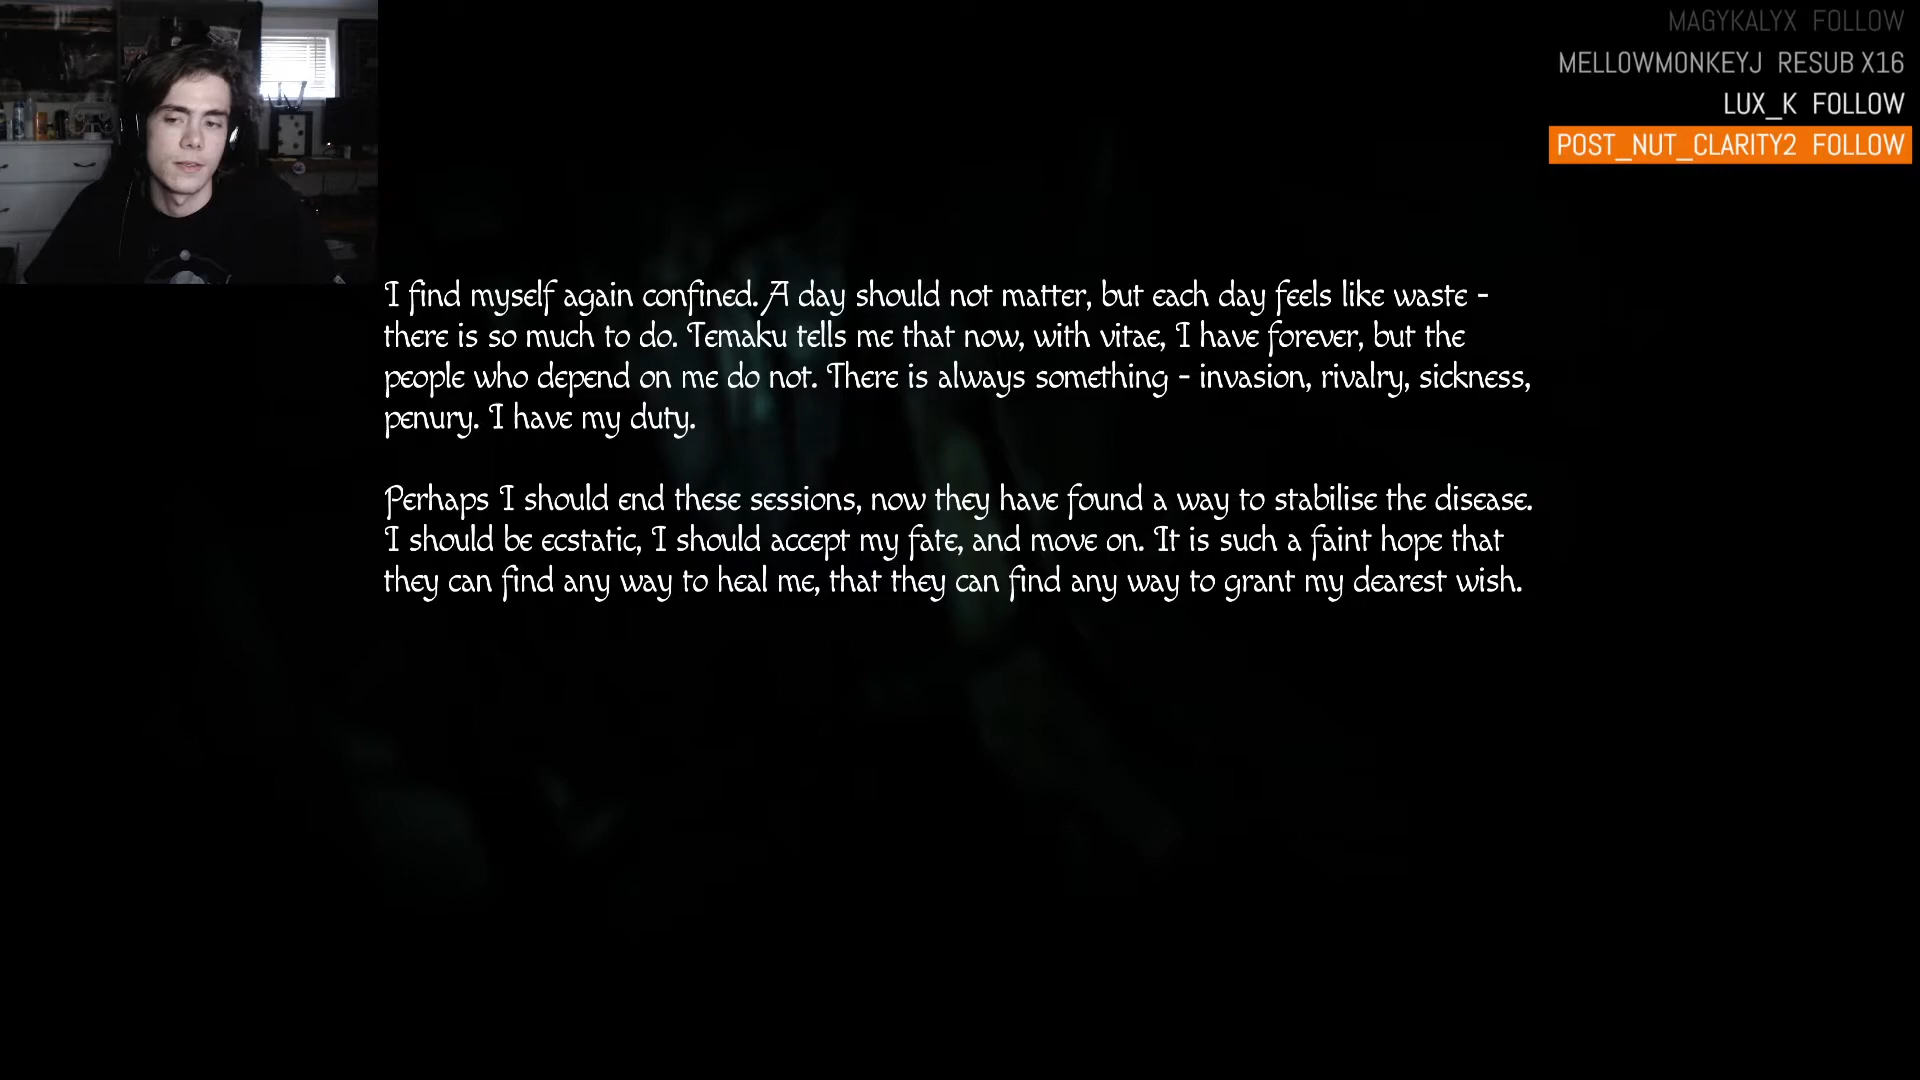 MAGYKALYX FOLLOW
MELLOWMONKEYJ RESUB X16
LUX_K FOLLOW
POST_NUT_CLARITY2 FOLLOW
I find myself again confined. A day should not matter, but each day feels like waste -
there is so much to do. Temaku tells me that now, with vitae, I have forever, but the
people who depend on me do not. There is always something - invasion, rivalry, sickness,
penury. I have my duty.
Perhaps I should end these sessions, now they have found a way to stabilise the disease.
I should be ecstatic, I should accept my fate, and move on. It is such a faint hope that
they can find any way to heal me, that they can find any way to grant my dearest wish.